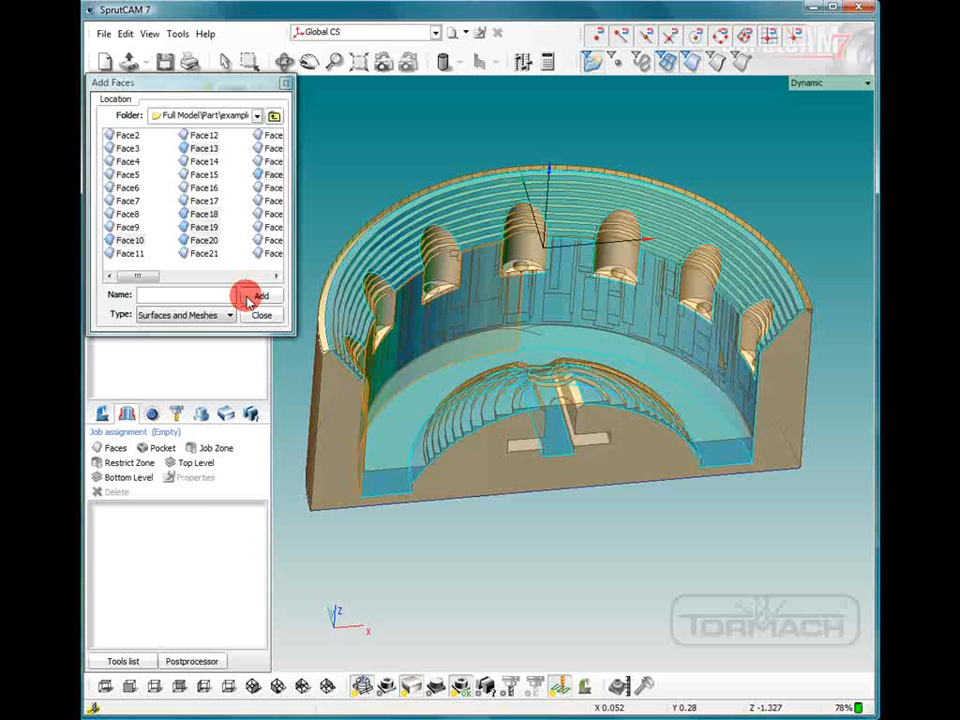 SprutCAM 7
File Edit View Tools Help
Global CS
Add Faces
Dynamic
Location
Folder: Full Model\Part\exampl
Face2 Face12 Face
Face3 Face13 Face
Face4 Face14 Face
Face5 Face15 Face
Face6 Face16 Face
Face7 Face17 Face
Face8 Face18 Face
Face9 Face19 Face
Face10 Face20 Face
Face11 Face21 Face
Name: Add
Type: Surfaces and Meshes Close
Job assignment (Empty)
Faces Pocket Job Zone
Restrict Zone Top Level
Bottom Level Properties
Delete
Z
X
TORMACH
Tools list Postprocessor
X 0.052 Y 0.28 Z -1.327 78%